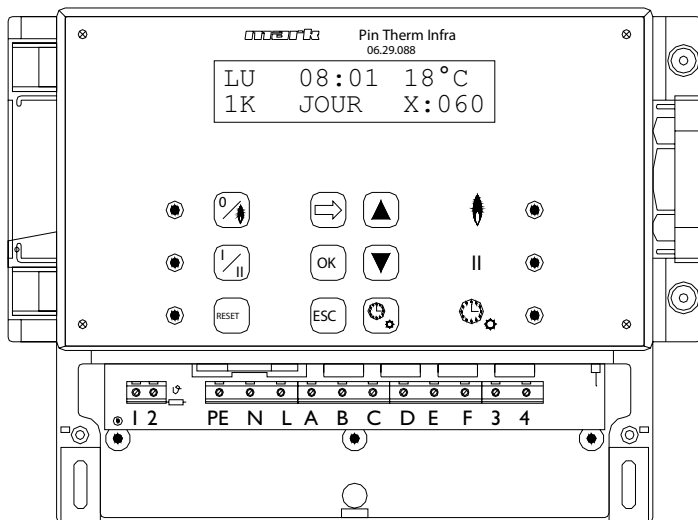 mark Pin Therm Infra
06.29.088
LU 08:01 18°C
1K JOUR X:060
0/
I/II OK II
RESET ESC
1 2 PE N L A B C D E F 3 4